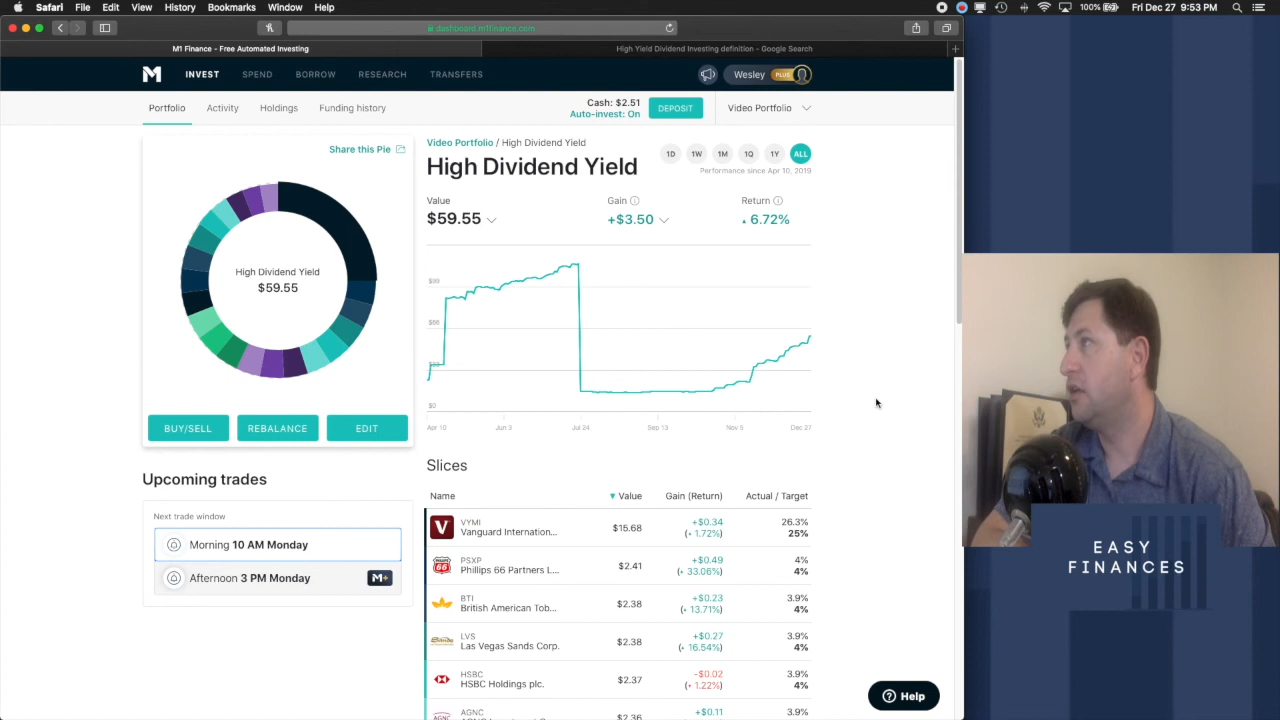 Safari File Edit View History Bookmarks Window Help
100% Fri Dec 27 9:53 PM
dashboard.m1finance.com
M1 Finance - Free Automated Investing
High Yield Dividend Investing definition - Google Search
INVEST SPEND BORROW RESEARCH TRANSFERS
Wesley PLUS
Portfolio Activity Holdings Funding history
Cash: $2.51
Auto-invest: On
DEPOSIT
Video Portfolio
Share this Pie
High Dividend Yield
$59.55
BUY/SELL REBALANCE EDIT
Upcoming trades
Next trade window
Morning 10 AM Monday
Afternoon 3 PM Monday M+
Video Portfolio / High Dividend Yield
High Dividend Yield
1D 1W 1M 1Q 1Y ALL
Performance since Apr 10, 2019
Value Gain Return
$59.55 +$3.50 6.72%
$99
$66
$0
Apr 10 Jun 3 Jul 24 Sep 13 Nov 5 Dec 27
Slices
Name Value Gain (Return) Actual / Target
VYMI +$0.34 26.3%
Vanguard Internation... $15.68 (1.72%) 25%
PSXP +$0.49 4%
Phillips 66 Partners L... $2.41 (33.06%) 4%
BTI +$0.23 3.9%
British American Tob... $2.38 (13.71%) 4%
LVS +$0.27 3.9%
Las Vegas Sands Corp. $2.38 (16.54%) 4%
HSBC -$0.02 3.9%
HSBC Holdings plc. $2.37 (1.22%) 4%
AGNC +$0.11 3.9%
$2.36
Help
EASY
FINANCES